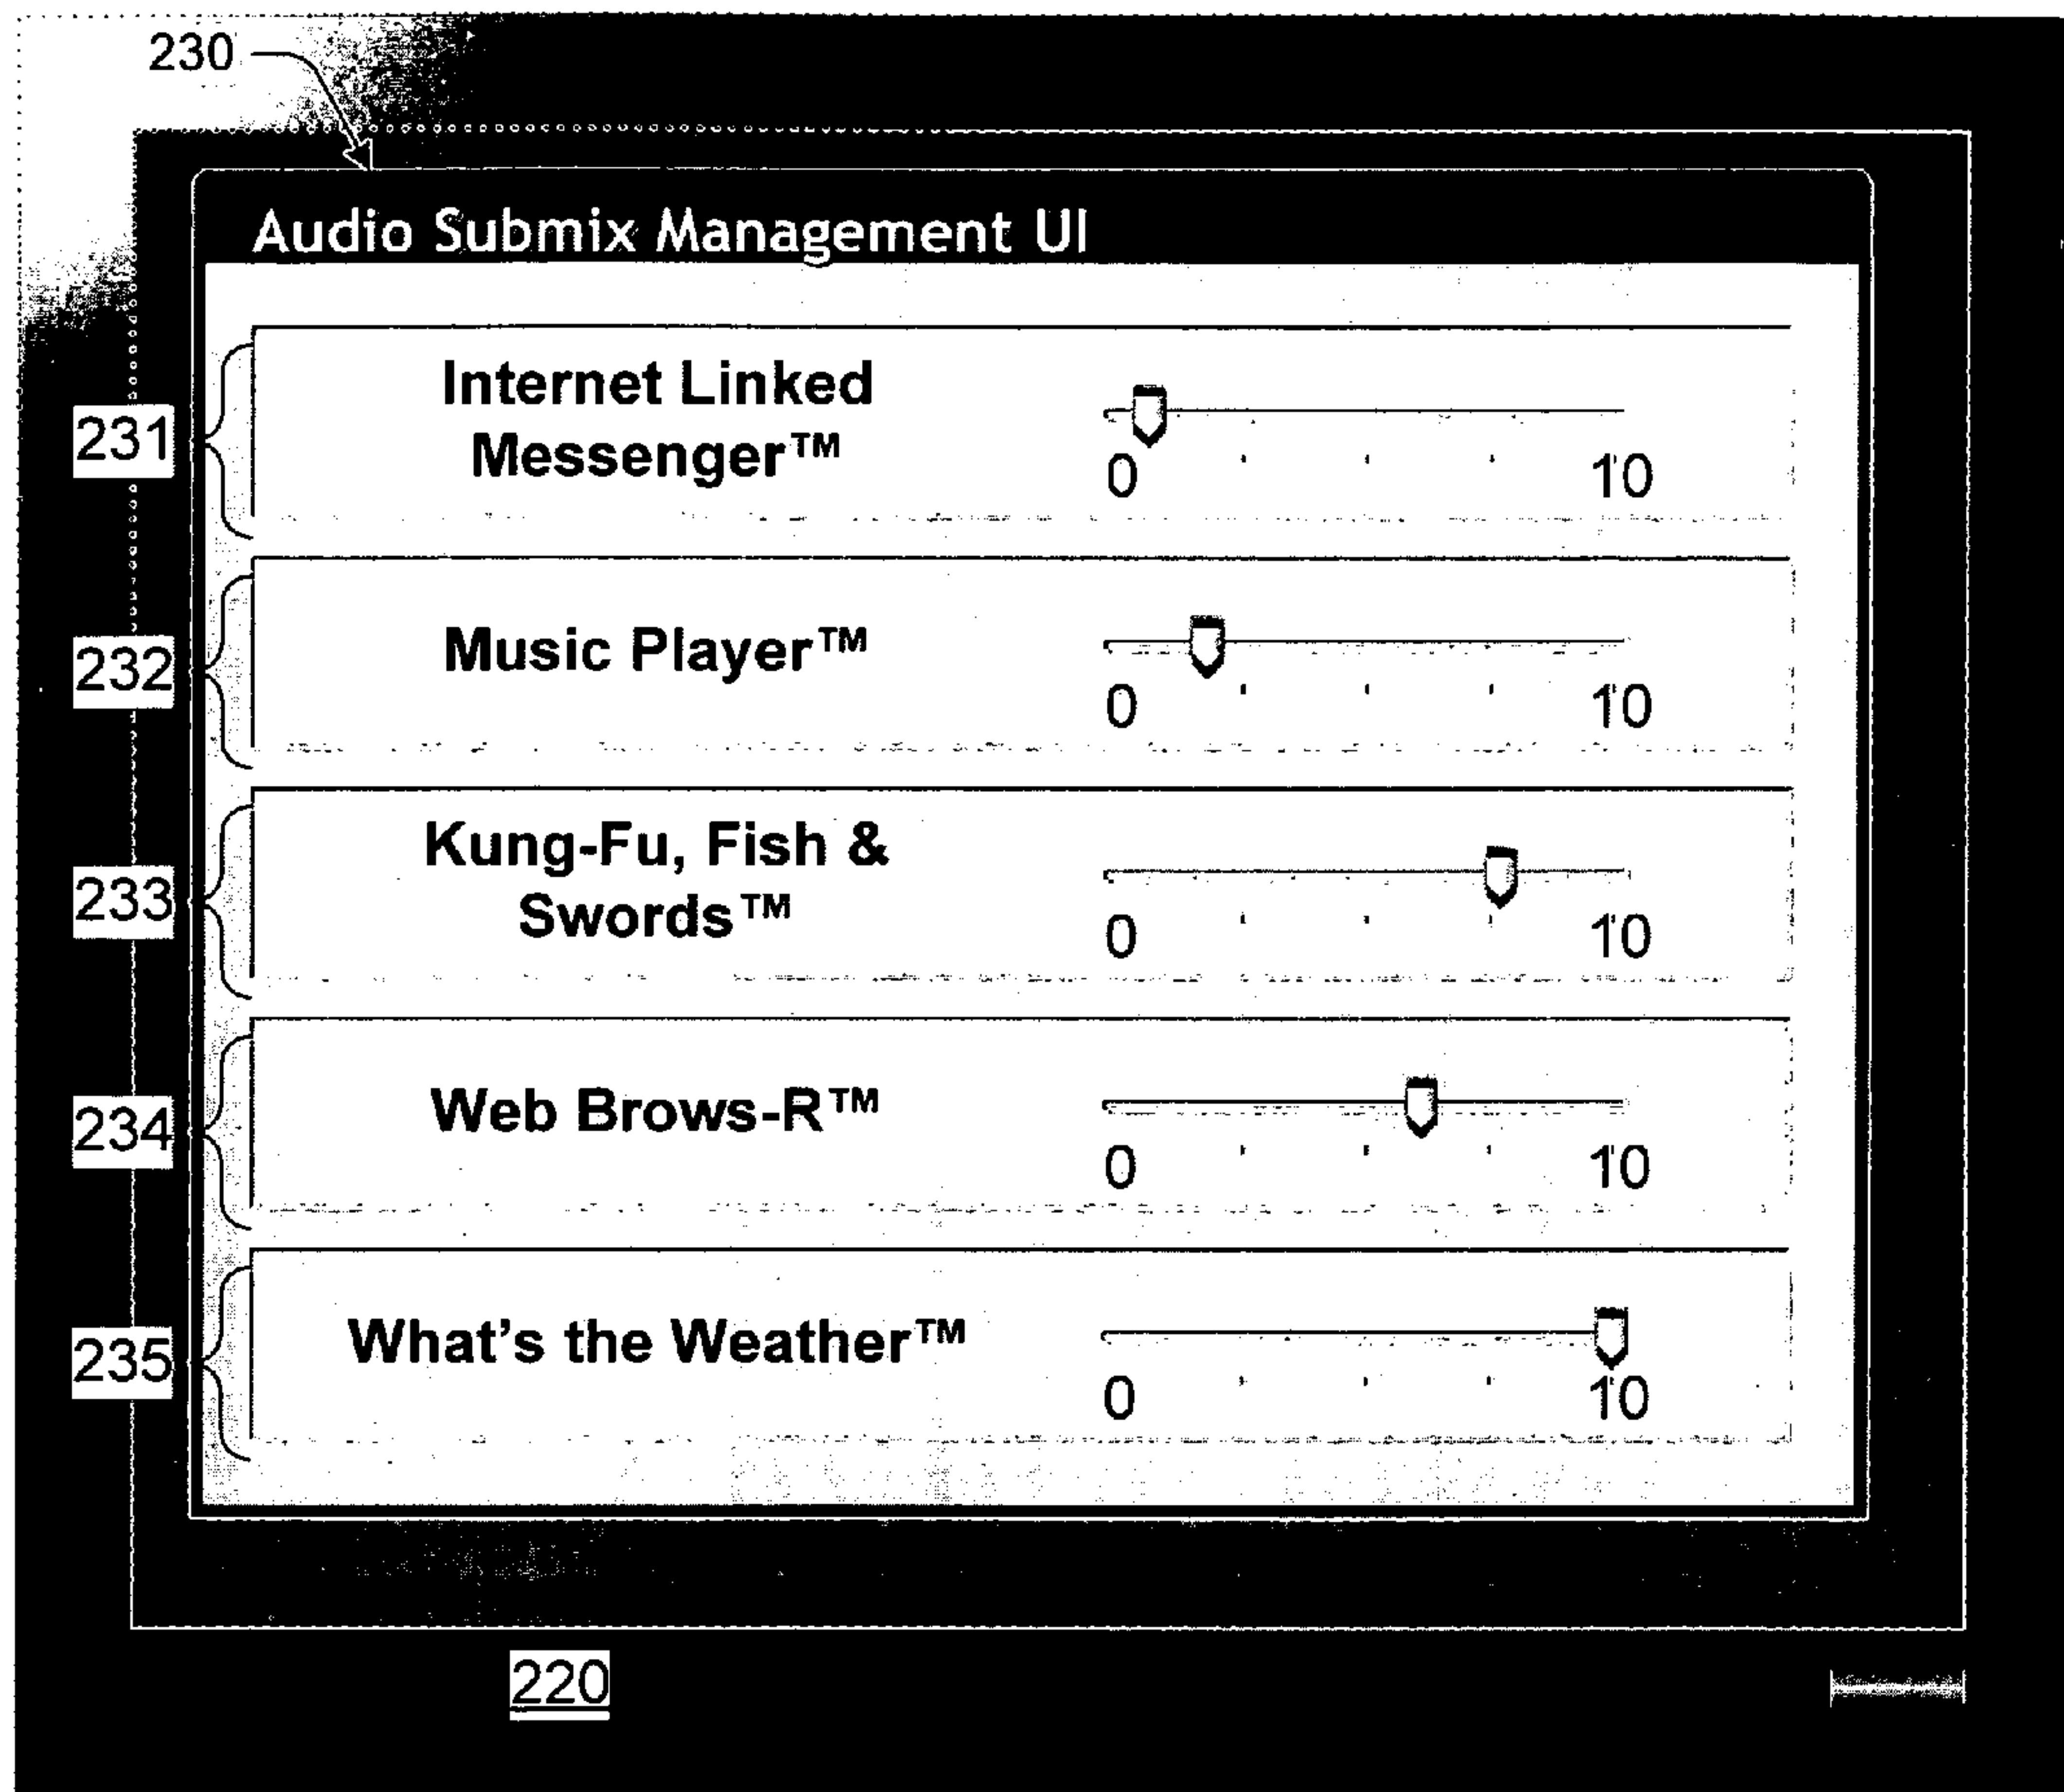 230
Audio Submix Management UI
231
Internet Linked
Messenger™
0 10
232
Music Player™
0 10
233
Kung-Fu, Fish &
Swords™
0 10
234
Web Brows-R™
0 10
235
What's the Weather™
0 10
220